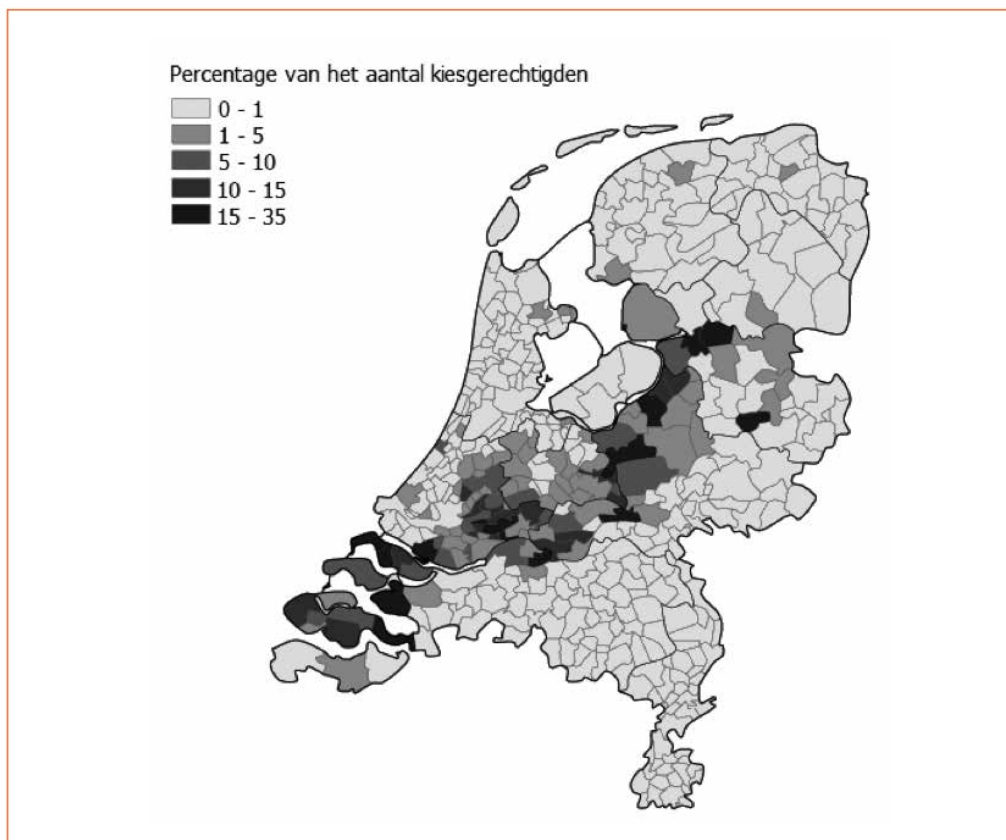 Percentage van het aantal kiesgerechtigden
0 - 1
1 - 5
5 - 10
10 - 15
15 - 35